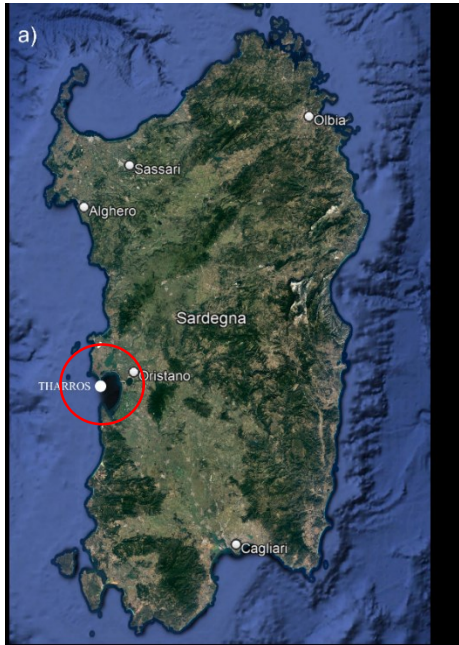 a)
Olbia
Sassari
Alghero
Sardegna
Oristano
THARROS
Cagliari